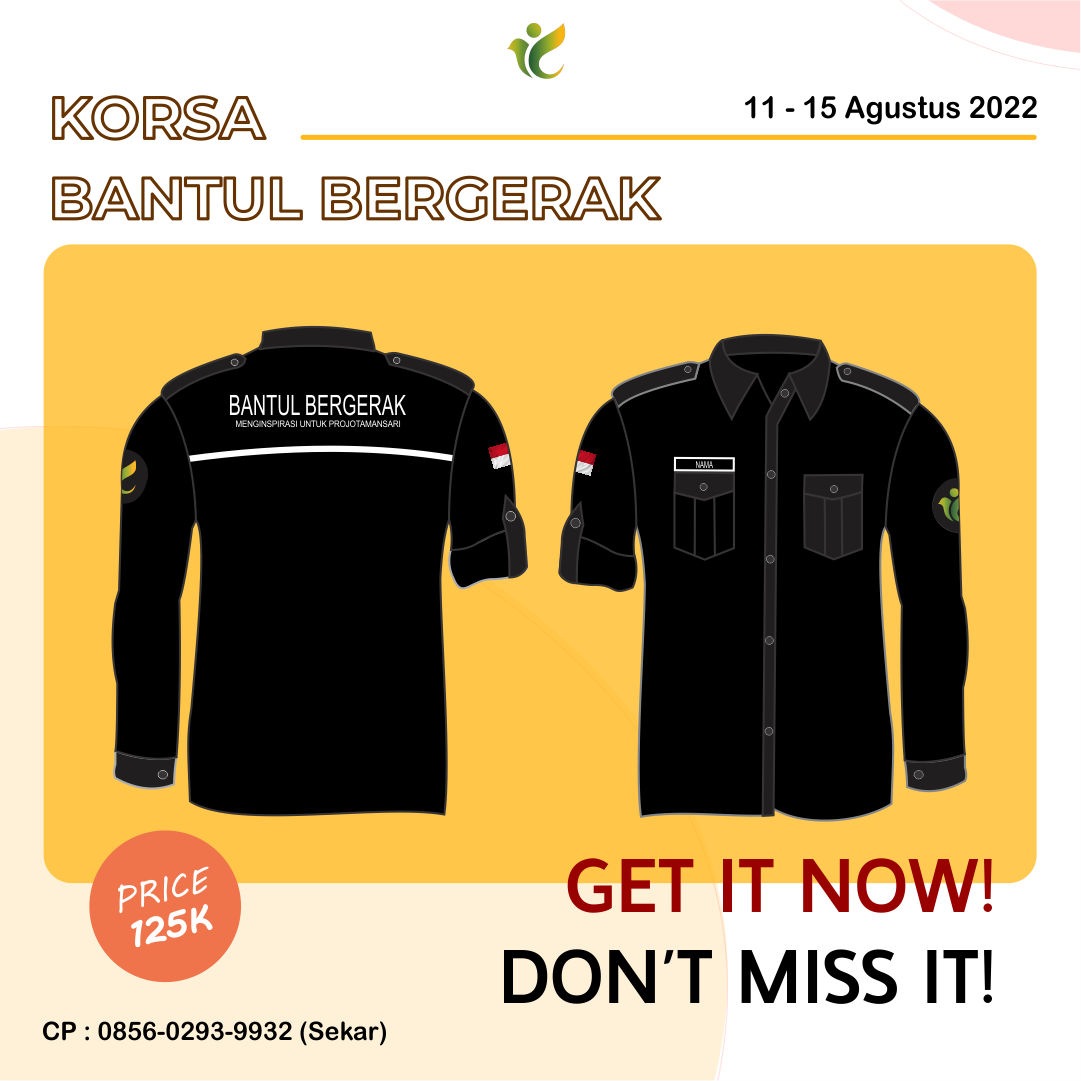 KORSA
11 - 15 Agustus 2022
BANTUL BERGERAK
BANTUL BERGERAK
MENGINSPIRASI UNTUK PROJOTAMANSARI
NAMA
PRICE
125K
GET IT NOW!
DON'T MISS IT!
CP : 0856-0293-9932 (Sekar)